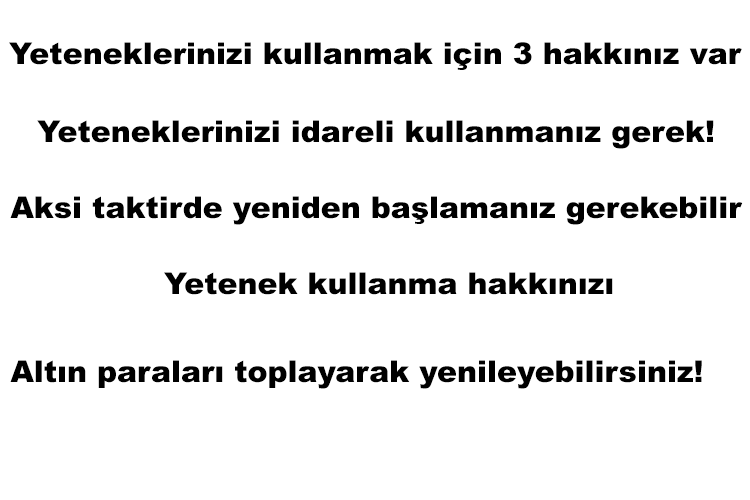 Yeteneklerinizi kullanmak için 3 hakkınız var
Yeteneklerinizi idareli kullanmanız gerek!
Aksi taktirde yeniden başlamanız gerekebilir
Yetenek kullanma hakkınızı
Altın paraları toplayarak yenileyebilirsiniz!